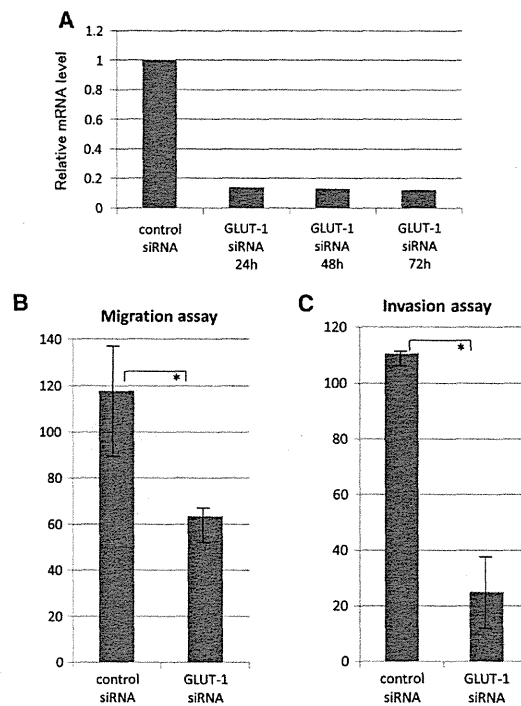 A
Relative mRNA level
1.2
1
0.8
0.6
0.4
0.2
0
control siRNA
GLUT-1 siRNA 24h
GLUT-1 siRNA 48h
GLUT-1 siRNA 72h
B
Migration assay
140
120
100
80
60
40
20
0
*
control siRNA
GLUT-1 siRNA
C
Invasion assay
120
100
80
60
40
20
0
*
control siRNA
GLUT-1 siRNA